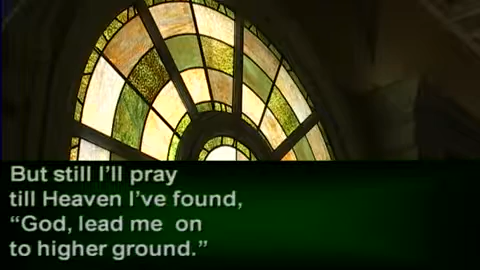 But still I'll pray
till Heaven I've found,
“God, lead me  on
to higher ground.”